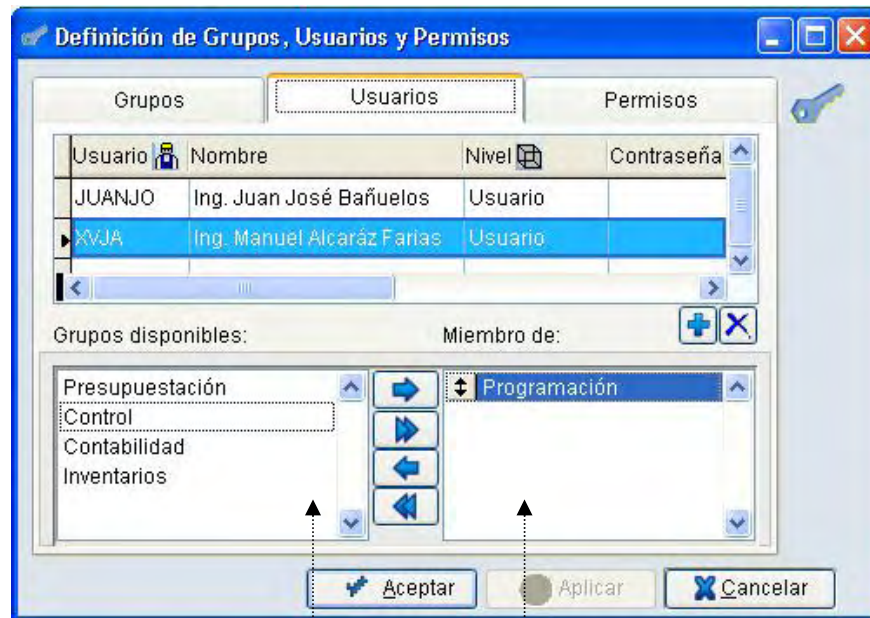 Definición de Grupos, Usuarios y Permisos
Grupos Usuarios Permisos
Usuario Nombre Nivel Contraseña
JUANJO Ing. Juan José Bañuelos Usuario
XVJA Ing. Manuel Alcaráz Farias Usuario
Grupos disponibles: Miembro de:
Presupuestación Programación
Control
Contabilidad
Inventarios
Aceptar Aplicar Cancelar